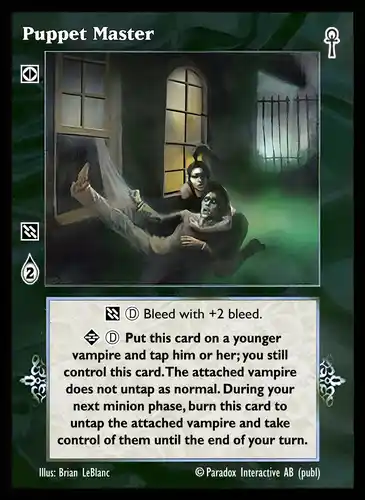 Puppet Master
2
Ⓓ Bleed with +2 bleed.
Ⓓ Put this card on a younger
vampire and tap him or her; you still
control this card. The attached vampire
does not untap as normal. During your
next minion phase, burn this card to
untap the attached vampire and take
control of them until the end of your turn.
Illus: Brian LeBlanc © Paradox Interactive AB (publ)